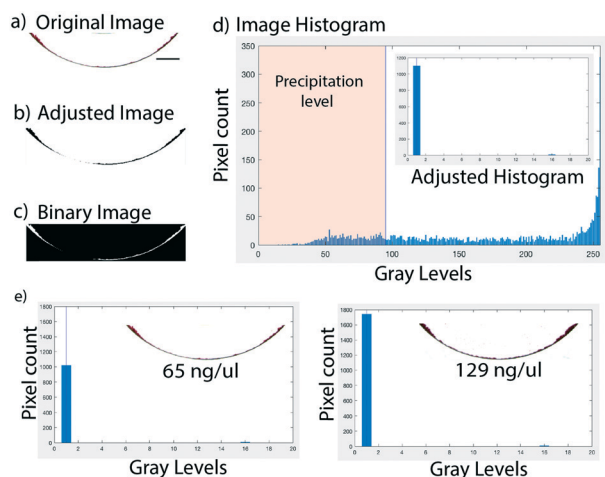 a) Original Image
b) Adjusted Image
c) Binary Image
d) Image Histogram
Pixel count
350
300
250
200
150
100
50
0
Precipitation
level
1200
1000
800
600
400
200
0
0 2 4 6 8 10 12 14 16 18 20
Adjusted Histogram
0 50 100 150 200 250
Gray Levels
e)
Pixel count
1800
1600
1400
1200
1000
800
600
400
200
0
65 ng/ul
0 2 4 6 8 10 12 14 16 18 20
Gray Levels
Pixel count
1800
1600
1400
1200
1000
800
600
400
200
0
129 ng/ul
0 2 4 6 8 10 12 14 16 18 20
Gray Levels